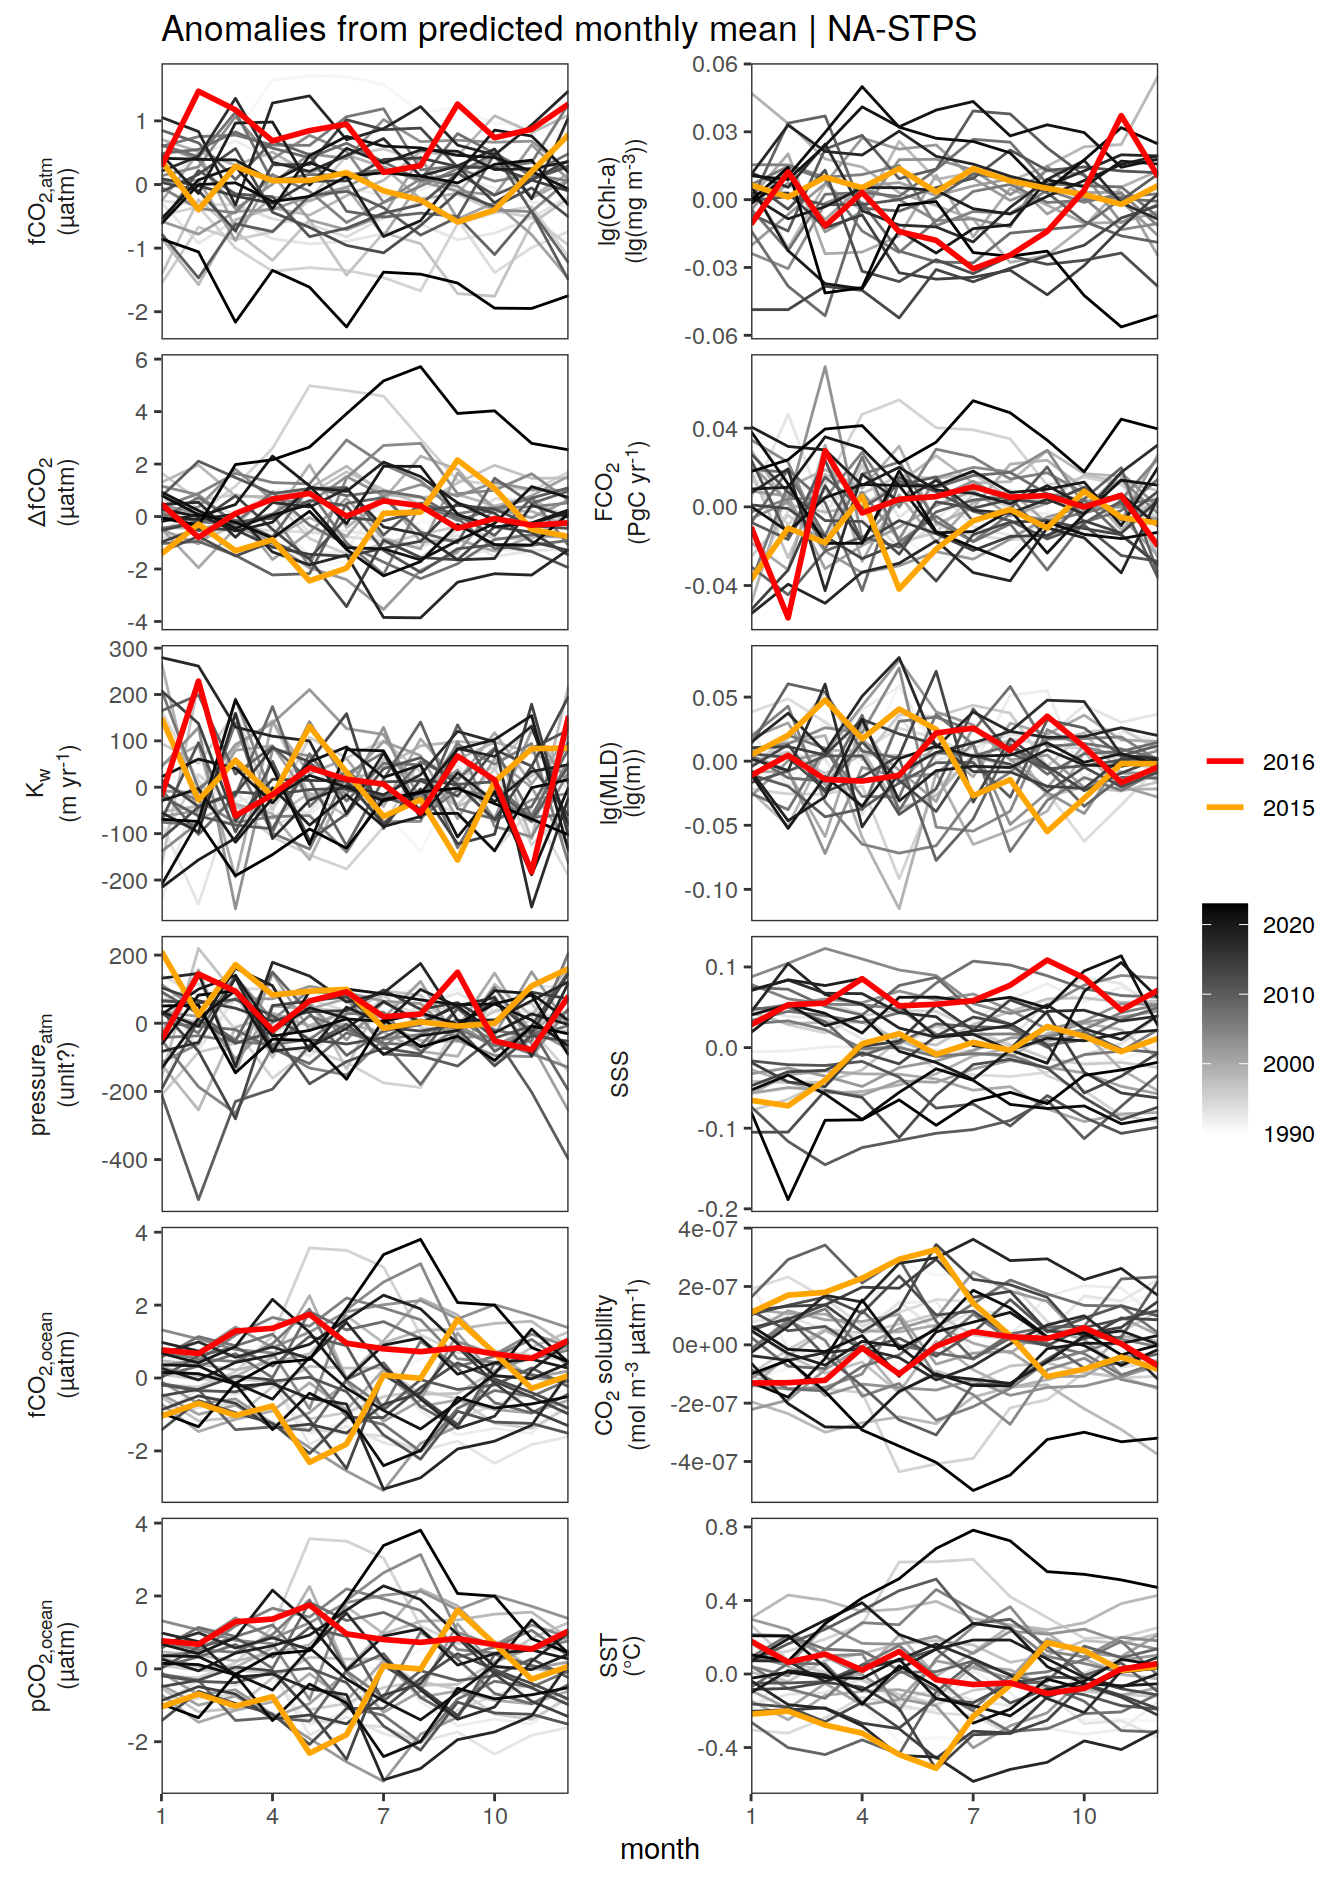 Anomalies from predicted monthly mean | NA-STPS
fCO2,atm
(µatm)
1
0
-1
-2
lg(Chl-a)
(lg(mg m-3))
0.06
0.03
0.00
-0.03
-0.06
ΔfCO2
(µatm)
6
4
2
0
-2
-4
FCO2
(PgC yr-1)
0.04
0.00
-0.04
Kw
(m yr-1)
300
200
100
0
-100
-200
lg(MLD)
(lg(m))
0.05
0.00
-0.05
-0.10
pressureatm
(unit?)
200
0
-200
-400
SSS
0.1
0.0
-0.1
-0.2
fCO2,ocean
(µatm)
4
2
0
-2
CO2 solubility
(mol m-3 µatm-1)
4e-07
2e-07
0e+00
-2e-07
-4e-07
pCO2,ocean
(µatm)
4
2
0
-2
SST
(°C)
0.8
0.4
0.0
-0.4
1 4 7 10
1 4 7 10
month
2016
2015
2020
2010
2000
1990